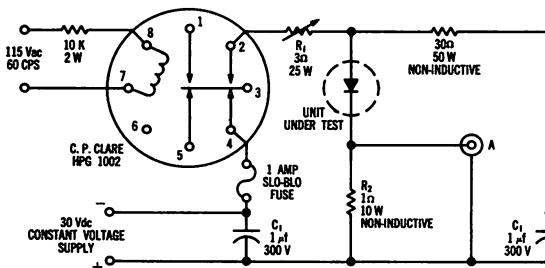 115 Vac
60 CPS
10 K
2 W
8
7
6
1
2
3
4
5
C. P. CLARE
HPG 1002
1 AMP
SLO-BLO
FUSE
R1
3Ω
25 W
30Ω
50 W
NON-INDUCTIVE
UNIT
UNDER TEST
A
R2
1Ω
10 W
NON-INDUCTIVE
−
30 Vdc
CONSTANT VOLTAGE
SUPPLY
+
C1
1 μf
300 V
C1
1 μf
300 V